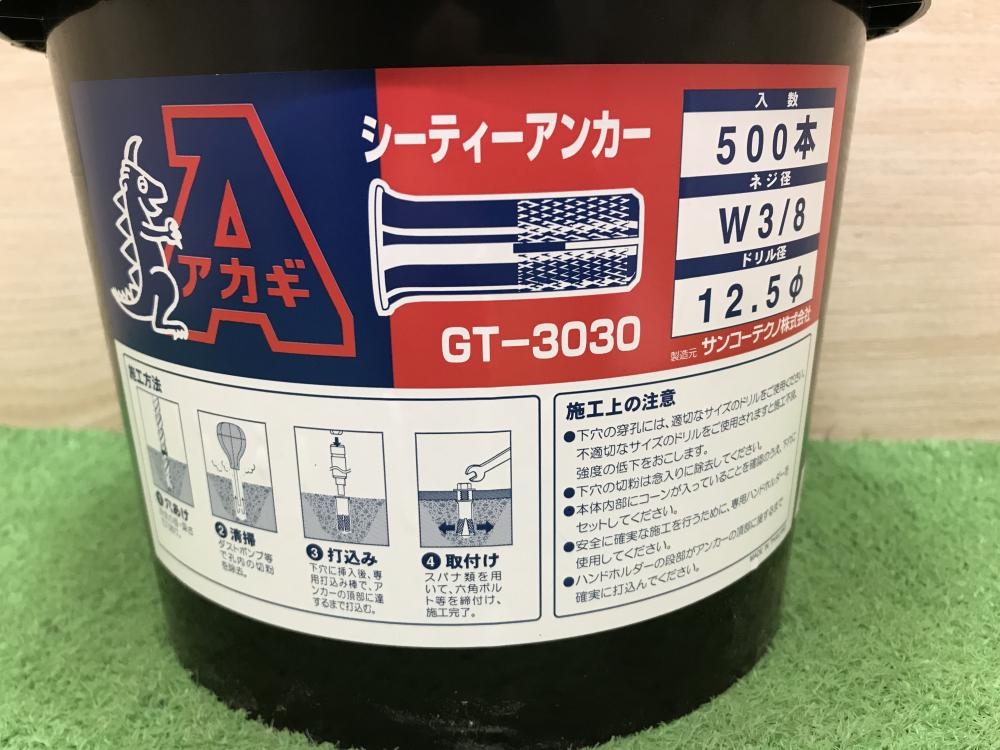 A
アカギ
シーティーアンカー
GT-3030
入数
500本
ネジ径
W3/8
ドリル径
12.5φ
製造元 サンコーテクノ株式会社
施工方法
1 穴あけ
2 清掃
ダストポンプ等
で孔内の切粉
を除去。
3 打込み
下穴に挿入後、専
用打込み棒で、ア
ンカーの頂部に達
するまで打込む。
4 取付け
スパナ類を用
いて、六角ボル
ト等を締付け、
施工完了。
施工上の注意
●下穴の穿孔には、適切なサイズのドリルをご使用ください。
不適切なサイズのドリルをご使用されますと施工不良、
強度の低下をおこします。
●下穴の切粉は念入りに除去してください。
●本体内部にコーンが入っていることを確認のうえ、下穴に
セットしてください。
●安全に確実な施工を行うために、専用ハンドホルダーを
使用してください。
●ハンドホルダーの段部がアンカーの頂部に接するまで
確実に打込んでください。
MADE IN THAILAND